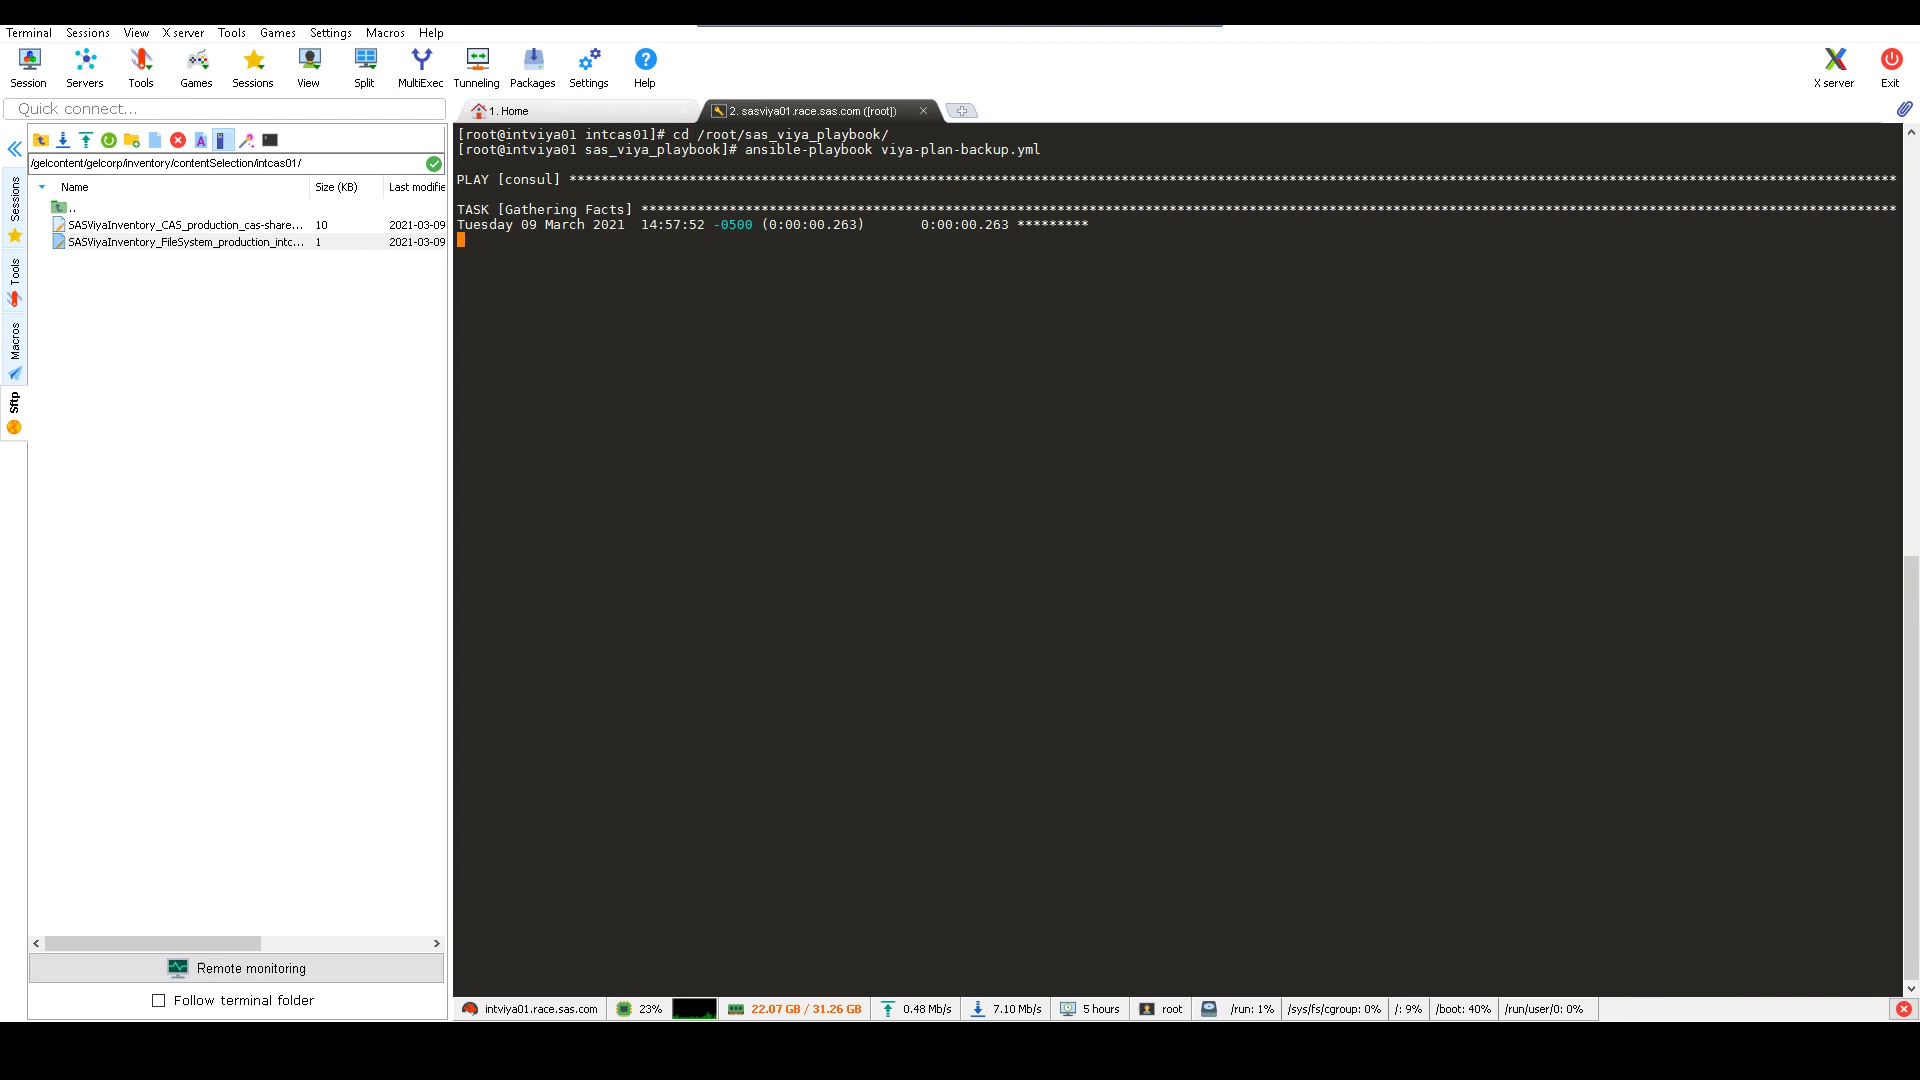 Terminal Sessions View X server Tools Games Settings Macros Help
Session Servers Tools Games Sessions View Split MultiExec Tunneling Packages Settings Help X server Exit
Quick connect...
1. Home
2. sasviya01.race.sas.com ([root])
/gelcontent/gelcorp/inventory/contentSelection/intcas01/
Name Size (KB) Last modifie
..
SASViyaInventory_CAS_production_cas-share... 10 2021-03-09
SASViyaInventory_FileSystem_production_intc... 1 2021-03-09
Sessions
Tools
Macros
Sftp
Remote monitoring
Follow terminal folder
[root@intviya01 intcas01]# cd /root/sas_viya_playbook/
[root@intviya01 sas_viya_playbook]# ansible-playbook viya-plan-backup.yml
PLAY [consul] **********************************************************************************************************************************************************************
TASK [Gathering Facts] *************************************************************************************************************************************************************
Tuesday 09 March 2021  14:57:52 -0500 (0:00:00.263)       0:00:00.263 *********
intviya01.race.sas.com 23% 22.07 GB / 31.26 GB 0.48 Mb/s 7.10 Mb/s 5 hours root /run: 1% /sys/fs/cgroup: 0% /: 9% /boot: 40% /run/user/0: 0%